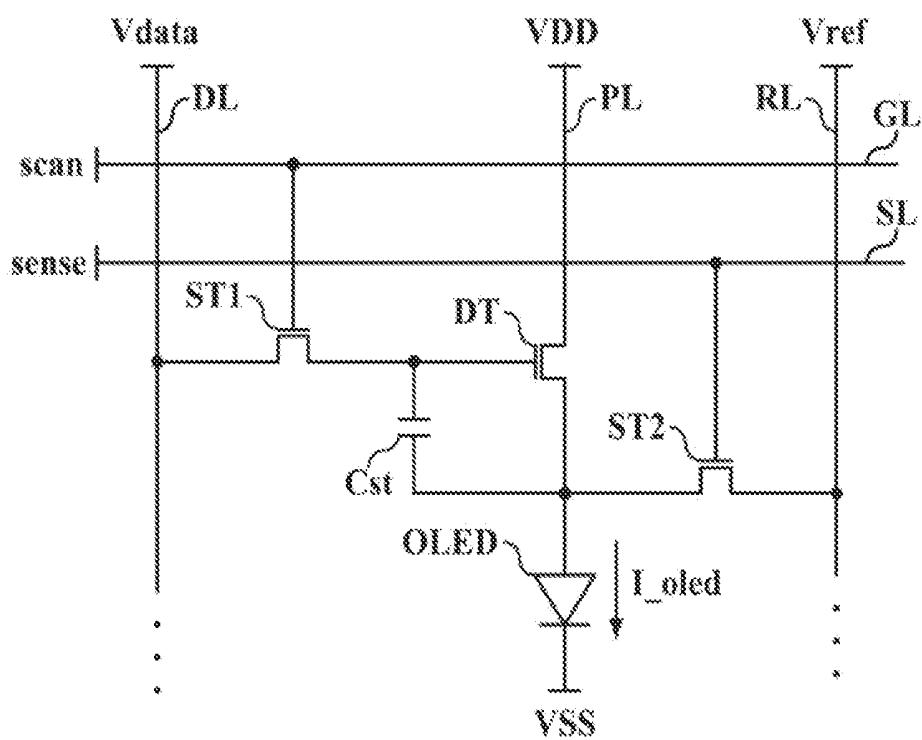 Vdata VDD Vref
DL PL RL GL
scan
SL
sense
ST1 DT
ST2
Cst
OLED
I_oled
VSS